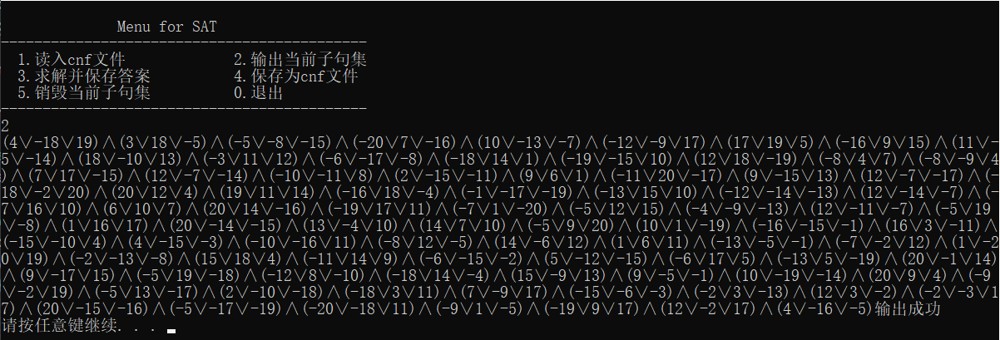 Menu for SAT
--------------------------------------------
1.读入cnf文件 2.输出当前子句集
3.求解并保存答案 4.保存为cnf文件
5.销毁当前子句集 0.退出
--------------------------------------------
2
(4∨-18∨19)∧(3∨18∨-5)∧(-5∨-8∨-15)∧(-20∨7∨-16)∧(10∨-13∨-7)∧(-12∨-9∨17)∧(17∨19∨5)∧(-16∨9∨15)∧(11∨-
5∨-14)∧(18∨-10∨13)∧(-3∨11∨12)∧(-6∨-17∨-8)∧(-18∨14∨1)∧(-19∨-15∨10)∧(12∨18∨-19)∧(-8∨4∨7)∧(-8∨-9∨4
)∧(7∨17∨-15)∧(12∨-7∨-14)∧(-10∨-11∨8)∧(2∨-15∨-11)∧(9∨6∨1)∧(-11∨20∨-17)∧(9∨-15∨13)∧(12∨-7∨-17)∧(-
18∨-2∨20)∧(20∨12∨4)∧(19∨11∨14)∧(-16∨18∨-4)∧(-1∨-17∨-19)∧(-13∨15∨10)∧(-12∨-14∨-13)∧(12∨-14∨-7)∧(-
7∨16∨10)∧(6∨10∨7)∧(20∨14∨-16)∧(-19∨17∨11)∧(-7∨1∨-20)∧(-5∨12∨15)∧(-4∨-9∨-13)∧(12∨-11∨-7)∧(-5∨19
∨-8)∧(1∨16∨17)∧(20∨-14∨-15)∧(13∨-4∨10)∧(14∨7∨10)∧(-5∨9∨20)∧(10∨1∨-19)∧(-16∨-15∨-1)∧(16∨3∨-11)∧
(-15∨-10∨4)∧(4∨-15∨-3)∧(-10∨-16∨11)∧(-8∨12∨-5)∧(14∨-6∨12)∧(1∨6∨11)∧(-13∨-5∨-1)∧(-7∨-2∨12)∧(1∨-2
0∨19)∧(-2∨-13∨-8)∧(15∨18∨4)∧(-11∨14∨9)∧(-6∨-15∨-2)∧(5∨-12∨-15)∧(-6∨17∨5)∧(-13∨5∨-19)∧(20∨-1∨14)
∧(9∨-17∨15)∧(-5∨19∨-18)∧(-12∨8∨-10)∧(-18∨14∨-4)∧(15∨-9∨13)∧(9∨-5∨-1)∧(10∨-19∨-14)∧(20∨9∨4)∧(-9
∨-2∨19)∧(-5∨13∨-17)∧(2∨-10∨-18)∧(-18∨3∨11)∧(7∨-9∨17)∧(-15∨-6∨-3)∧(-2∨3∨-13)∧(12∨3∨-2)∧(-2∨-3∨1
7)∧(20∨-15∨-16)∧(-5∨-17∨-19)∧(-20∨-18∨11)∧(-9∨1∨-5)∧(-19∨9∨17)∧(12∨-2∨17)∧(4∨-16∨-5)输出成功
请按任意键继续. . .